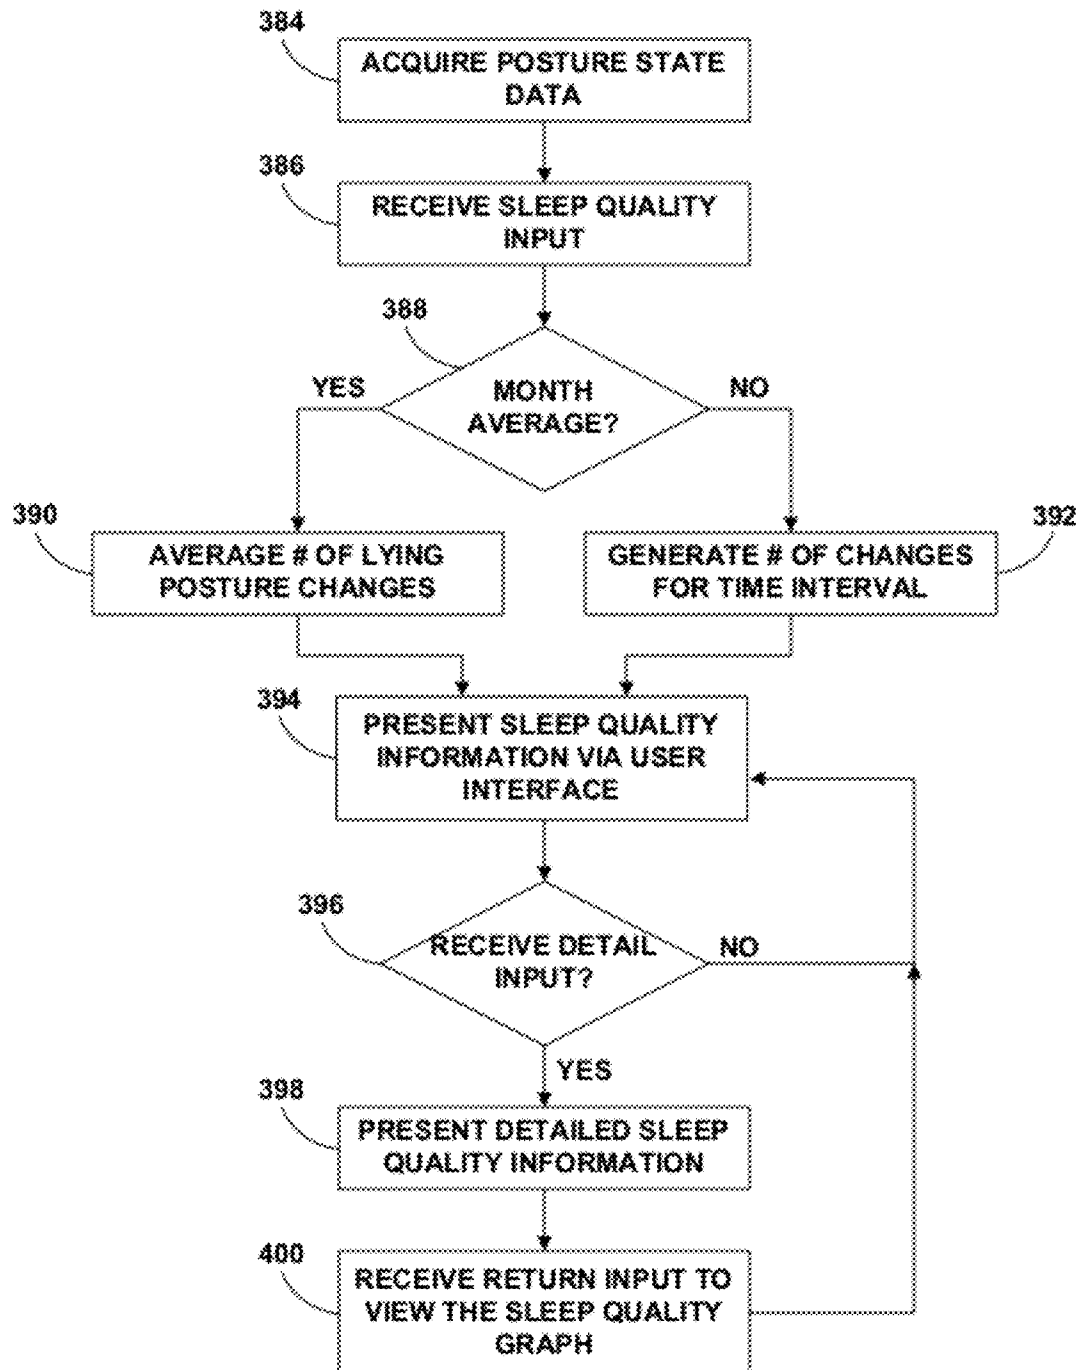 384
ACQUIRE POSTURE STATE
DATA
386
RECEIVE SLEEP QUALITY
INPUT
388
YES
MONTH
AVERAGE?
NO
390
AVERAGE # OF LYING
POSTURE CHANGES
392
GENERATE # OF CHANGES
FOR TIME INTERVAL
394
PRESENT SLEEP QUALITY
INFORMATION VIA USER
INTERFACE
396
RECEIVE DETAIL
INPUT?
NO
YES
398
PRESENT DETAILED SLEEP
QUALITY INFORMATION
400
RECEIVE RETURN INPUT TO
VIEW THE SLEEP QUALITY
GRAPH